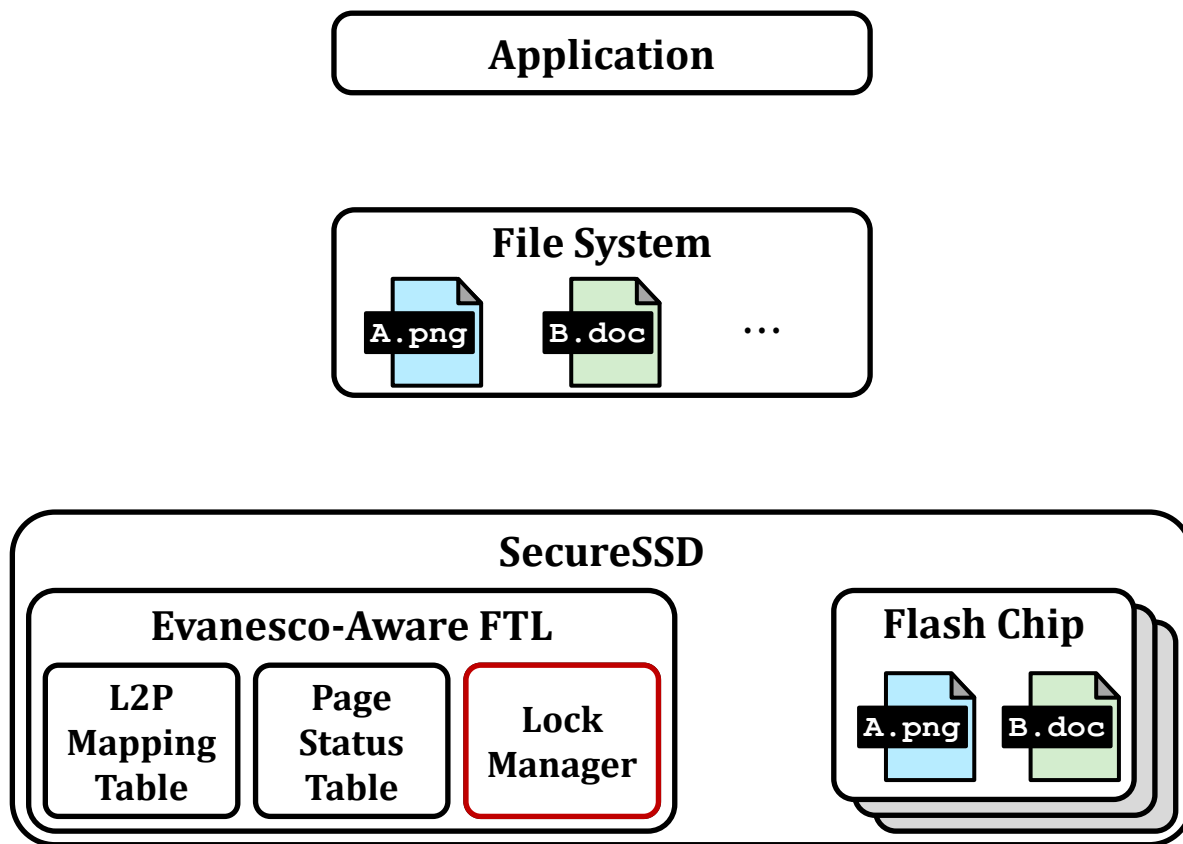 Application
File System
A.png
B.doc
...
SecureSSD
Evanesco-Aware FTL
L2P
Mapping
Table
Page
Status
Table
Lock
Manager
Flash Chip
A.png
B.doc